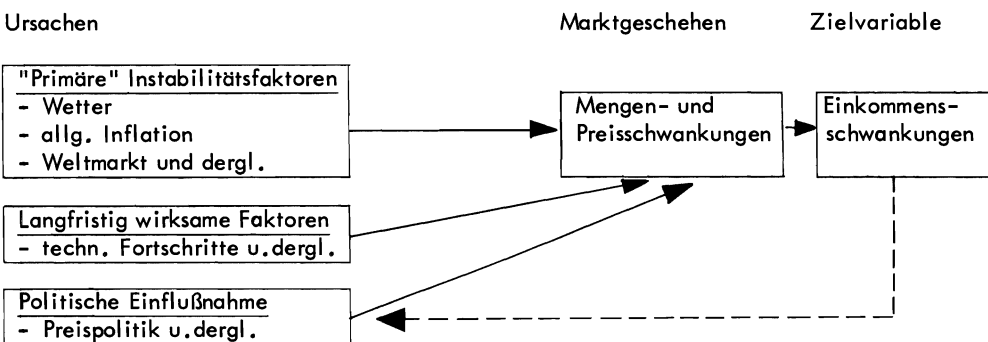 Ursachen
Marktgeschehen
Zielvariable
"Primäre" Instabilitätsfaktoren
- Wetter
- allg. Inflation
- Weltmarkt und dergl.
Mengen- und
Preisschwankungen
Einkommens-
schwankungen
Langfristig wirksame Faktoren
- techn. Fortschritte u.dergl.
Politische Einflußnahme
- Preispolitik u.dergl.